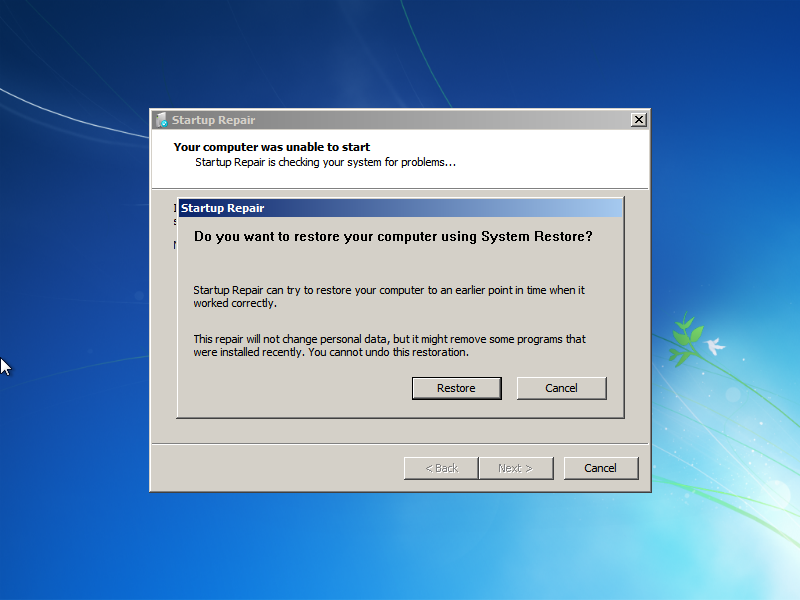 Startup Repair
Your computer was unable to start
Startup Repair is checking your system for problems...
Startup Repair
Do you want to restore your computer using System Restore?
Startup Repair can try to restore your computer to an earlier point in time when it
worked correctly.
This repair will not change personal data, but it might remove some programs that
were installed recently. You cannot undo this restoration.
Restore
Cancel
< Back
Next >
Cancel